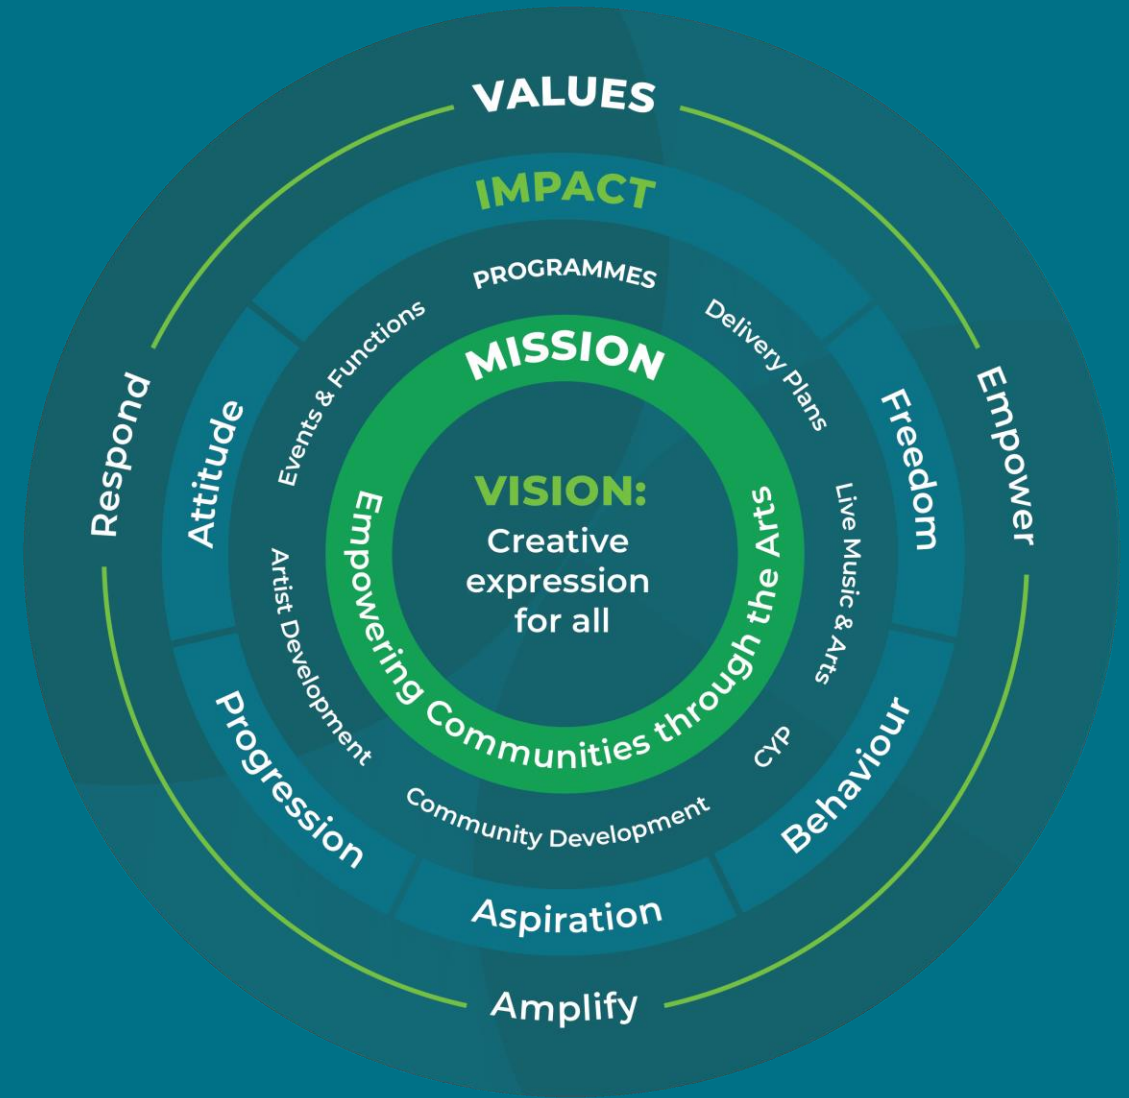 VALUES
Empower
Amplify
Respond
IMPACT
Freedom
Behaviour
Aspiration
Progression
Attitude
PROGRAMMES
Delivery Plans
Live Music & Arts
CYP
Community Development
Artist Development
Events & Functions
MISSION
Empowering Communities through the Arts
VISION:
Creative
expression
for all